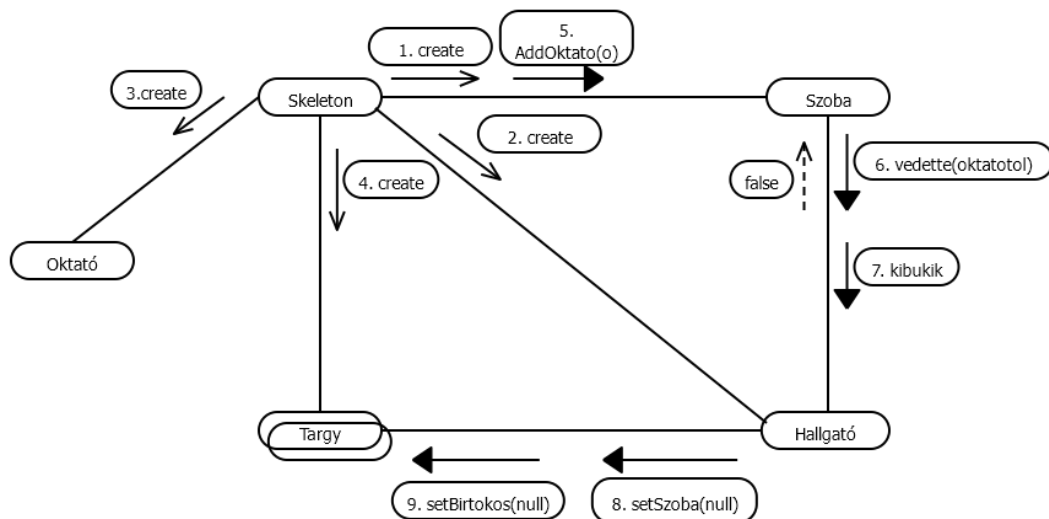 5.
AddOktato(o)
1. create
3.create
Skeleton
Szoba
2. create
4. create
false
6. vedette(oktatotol)
Oktató
7. kibukik
Targy
Hallgató
9. setBirtokos(null)
8. setSzoba(null)